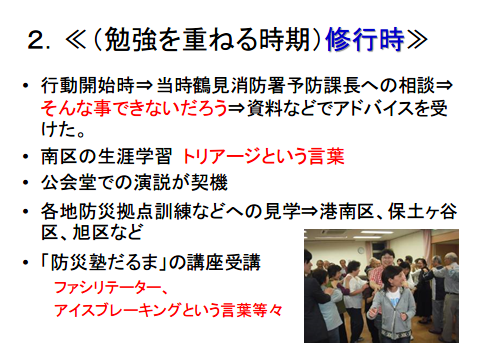 ２．≪（勉強を重ねる時期）修行時≫
• 行動開始時⇒当時鶴見消防署予防課長への相談⇒
そんな事できないだろう⇒資料などでアドバイスを受
けた。
• 南区の生涯学習 トリアージという言葉
• 公会堂での演説が契機
• 各地防災拠点訓練などへの見学⇒港南区、保土ヶ谷
区、旭区など
• 「防災塾だるま」の講座受講
ファシリテーター、
アイスブレーキングという言葉等々